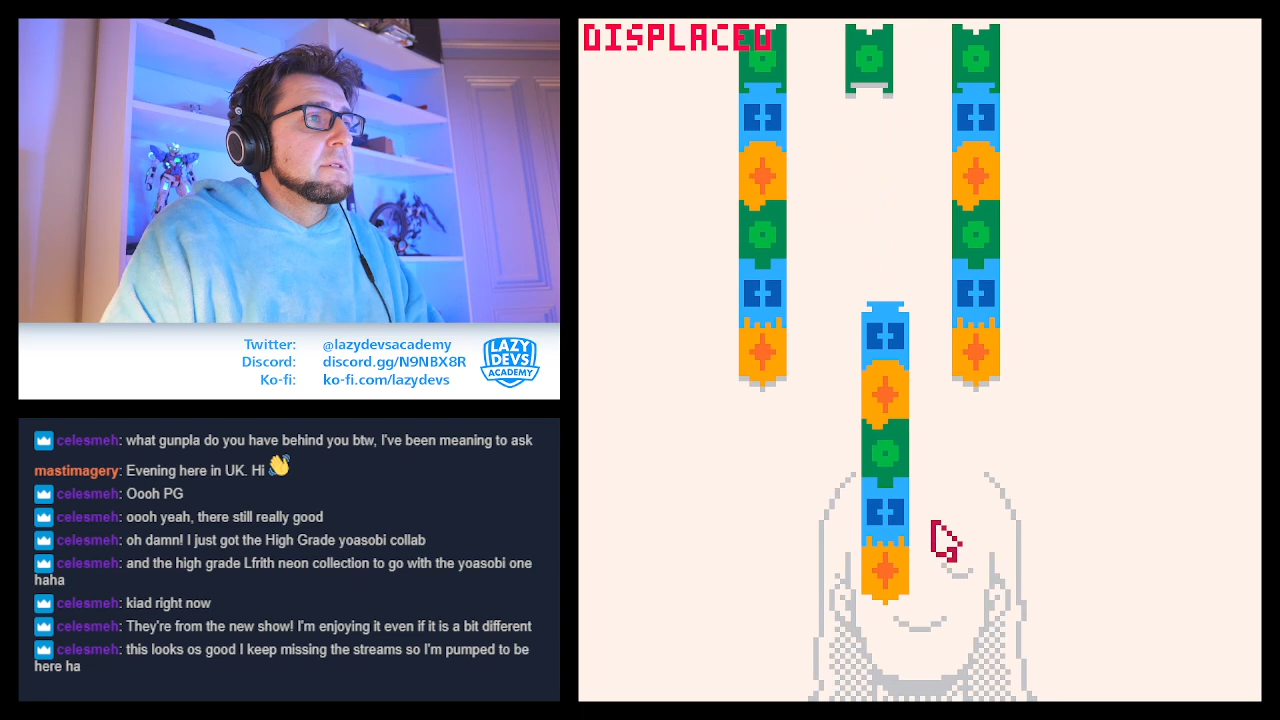 DISPLACED
Twitter: @lazydevsacademy
Discord: discord.gg/N9NBX8R
Ko-fi: ko-fi.com/lazydevs
LAZY
DEVS
ACADEMY
celesmeh: what gunpla do you have behind you btw, I've been meaning to ask
mastimagery: Evening here in UK. Hi 👋
celesmeh: Oooh PG
celesmeh: oooh yeah, there still really good
celesmeh: oh damn! I just got the High Grade yoasobi collab
celesmeh: and the high grade Lfrith neon collection to go with the yoasobi one
haha
celesmeh: kiad right now
celesmeh: They're from the new show! I'm enjoying it even if it is a bit different
celesmeh: this looks os good I keep missing the streams so I'm pumped to be
here ha